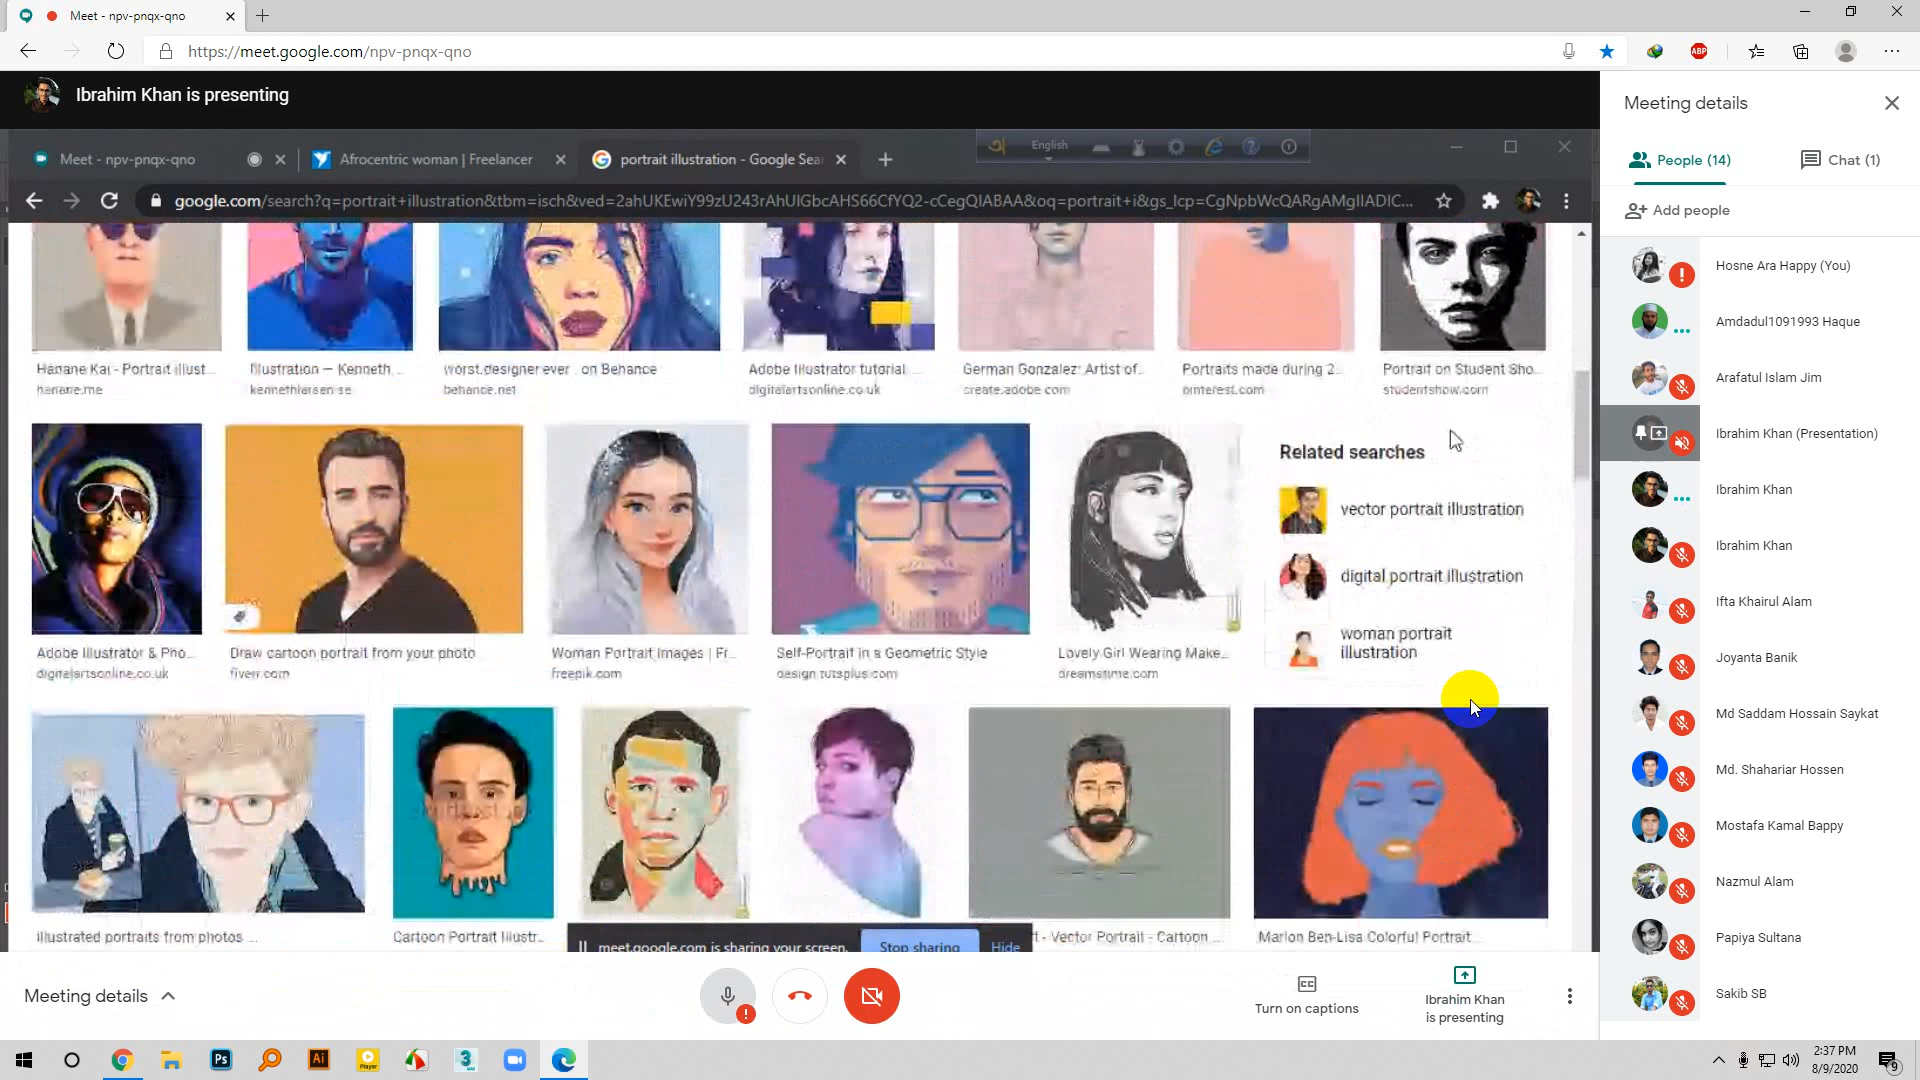 Meet - npv-pnqx-qno
https://meet.google.com/npv-pnqx-qno
ABP
Ibrahim Khan is presenting
Meet - npv-pnqx-qno
Afrocentric woman | Freelancer
portrait illustration - Google Sea
English
google.com/search?q=portrait+illustration&tbm=isch&ved=2ahUKEwiY99zU243rAhUIGbcAHS66CfYQ2-cCegQIABAA&oq=portrait+i&gs_lcp=CgNpbWcQARgAMgIIADIC...
Hanane Kai - Portrait illust...
hanane.me
Illustration — Kenneth ...
kennethlarsen.se
worst.designer ever . on Behance
behance.net
Adobe Illustrator tutorial ...
digitalartsonline.co.uk
German Gonzalez: Artist of...
create.adobe.com
Portraits made during 2...
pinterest.com
Portrait on Student Sho...
studentshow.com
Adobe Illustrator & Pho...
digitalartsonline.co.uk
Draw cartoon portrait from your photo
fiverr.com
Woman Portrait Images | Fr...
freepik.com
Self-Portrait in a Geometric Style
design.tutsplus.com
Lovely Girl Wearing Make...
dreamstime.com
Related searches
vector portrait illustration
digital portrait illustration
woman portrait
illustration
illustrated portraits from photos ...
Cartoon Portrait Illustr...
t - Vector Portrait - Cartoon ...
Marlon Ben-Lisa Colorful Portrait
meet.google.com is sharing your screen.
Stop sharing
Hide
Meeting details
Turn on captions
Ibrahim Khan
is presenting
Meeting details
People (14)
Chat (1)
Add people
Hosne Ara Happy (You)
Amdadul1091993 Haque
Arafatul Islam Jim
Ibrahim Khan (Presentation)
Ibrahim Khan
Ibrahim Khan
Ifta Khairul Alam
Joyanta Banik
Md Saddam Hossain Saykat
Md. Shahariar Hossen
Mostafa Kamal Bappy
Nazmul Alam
Papiya Sultana
Sakib SB
Ps
Ai
Player
3
2:37 PM
8/9/2020
9